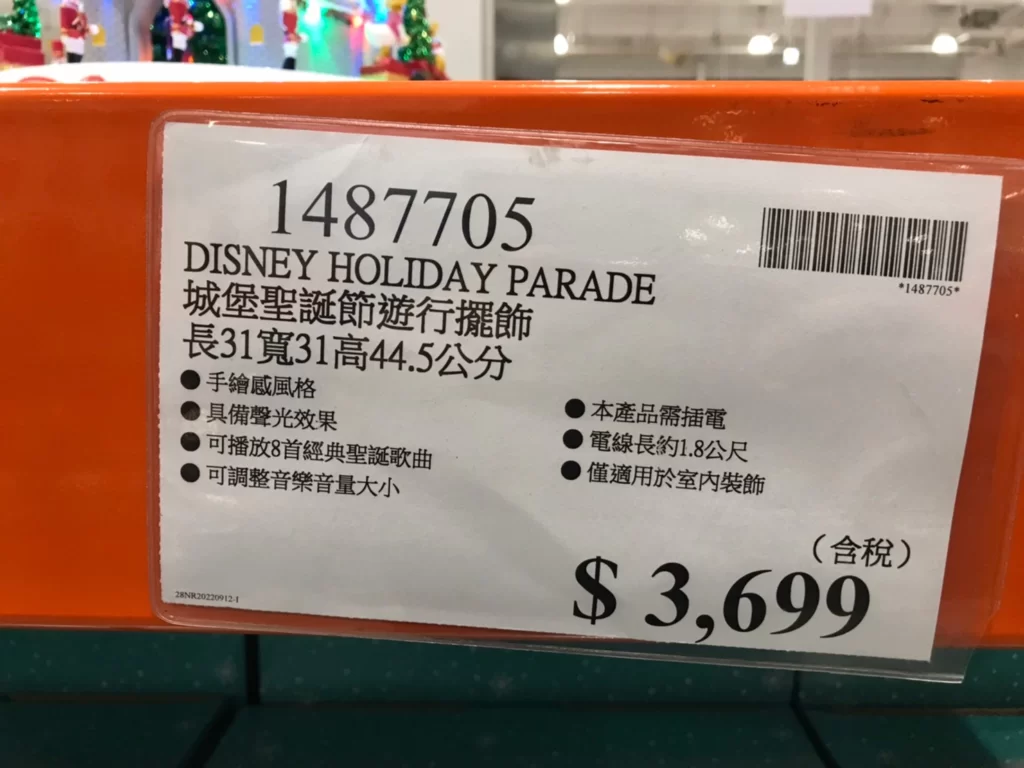 1487705
*1487705*
DISNEY HOLIDAY PARADE
城堡聖誕節遊行擺飾
長31寬31高44.5公分
● 手繪感風格
● 具備聲光效果
● 可播放8首經典聖誕歌曲
● 可調整音樂音量大小
● 本產品需插電
● 電線長約1.8公尺
● 僅適用於室內裝飾
（含稅）
$ 3,699
28NR20220912-1